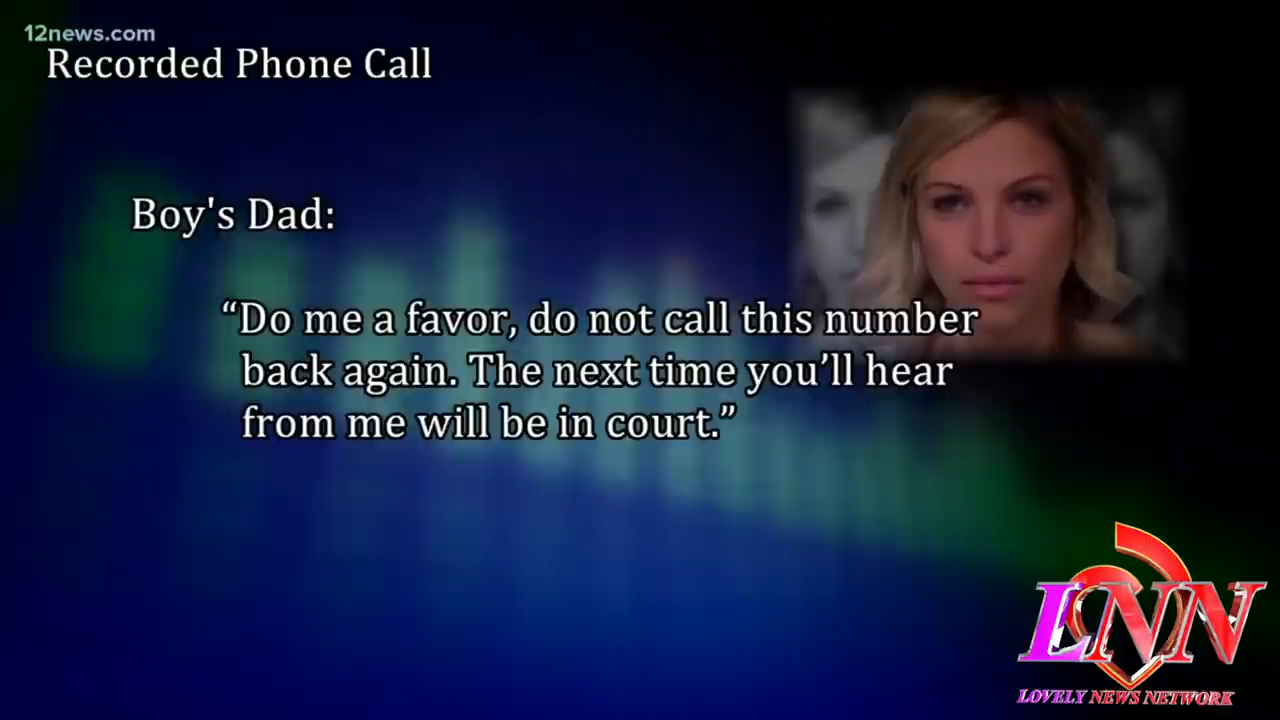 12news.com
Recorded Phone Call
Boy's Dad:
“Do me a favor, do not call this number
back again. The next time you’ll hear
from me will be in court.”
LNN
LOVELY NEWS NETWORK